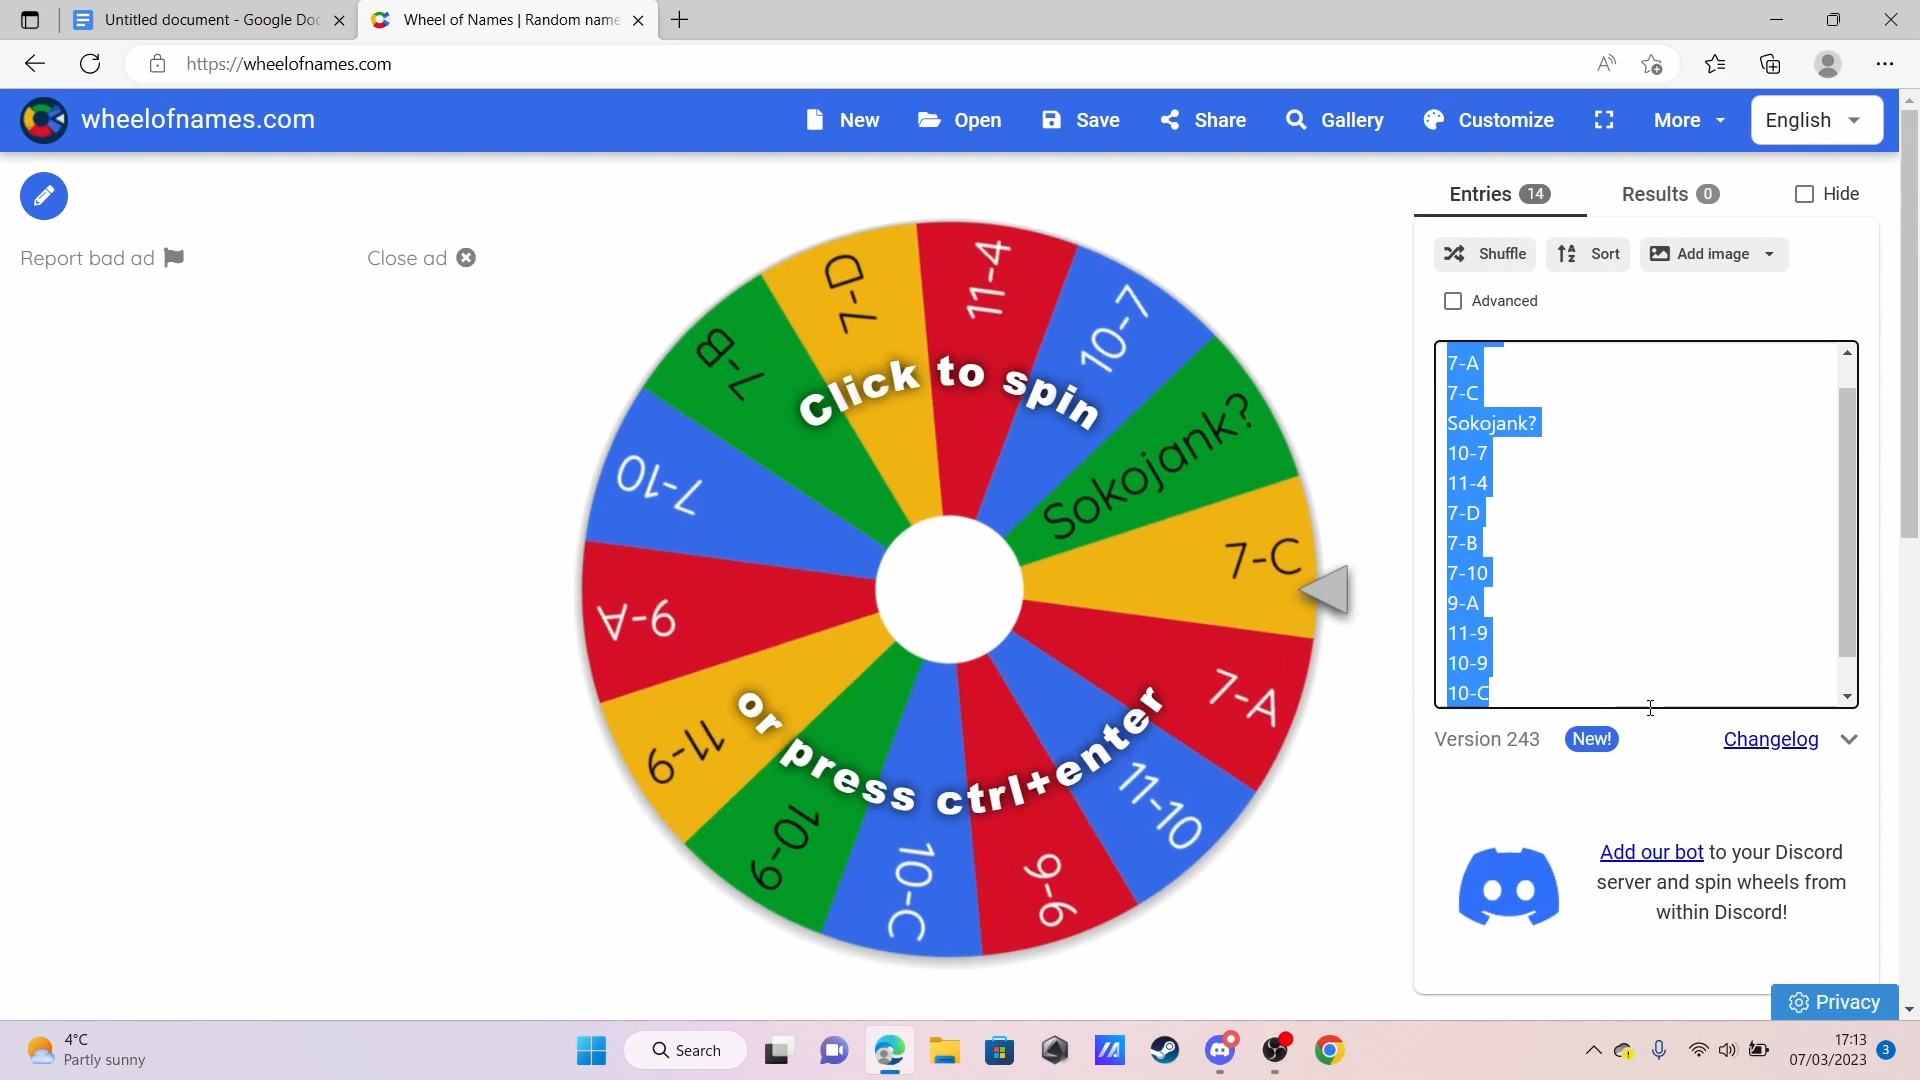 Untitled document - Google Doc
Wheel of Names | Random name
https://wheelofnames.com
wheelofnames.com
New
Open
Save
Share
Gallery
Customize
More
English
Report bad ad
Close ad
Entries 14
Results 0
Hide
Shuffle
Sort
Add image
Advanced
7-A
7-C
Sokojank?
10-7
11-4
7-D
7-B
7-10
9-A
11-9
10-9
10-C
Click to spin
or press ctrl+enter
11-4
10-7
Sokojank?
7-C
7-A
11-10
9-6
10-C
10-9
11-9
9-A
7-10
7-B
7-D
Version 243
New!
Changelog
Add our bot to your Discord
server and spin wheels from
within Discord!
Privacy
4°C
Partly sunny
Search
17:13
07/03/2023
3